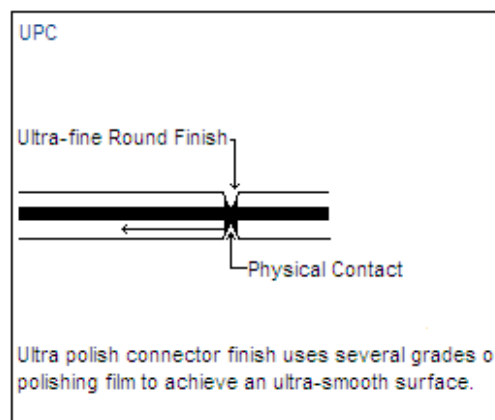 UPC
Ultra-fine Round Finish
Physical Contact
Ultra polish connector finish uses several grades o
polishing film to achieve an ultra-smooth surface.